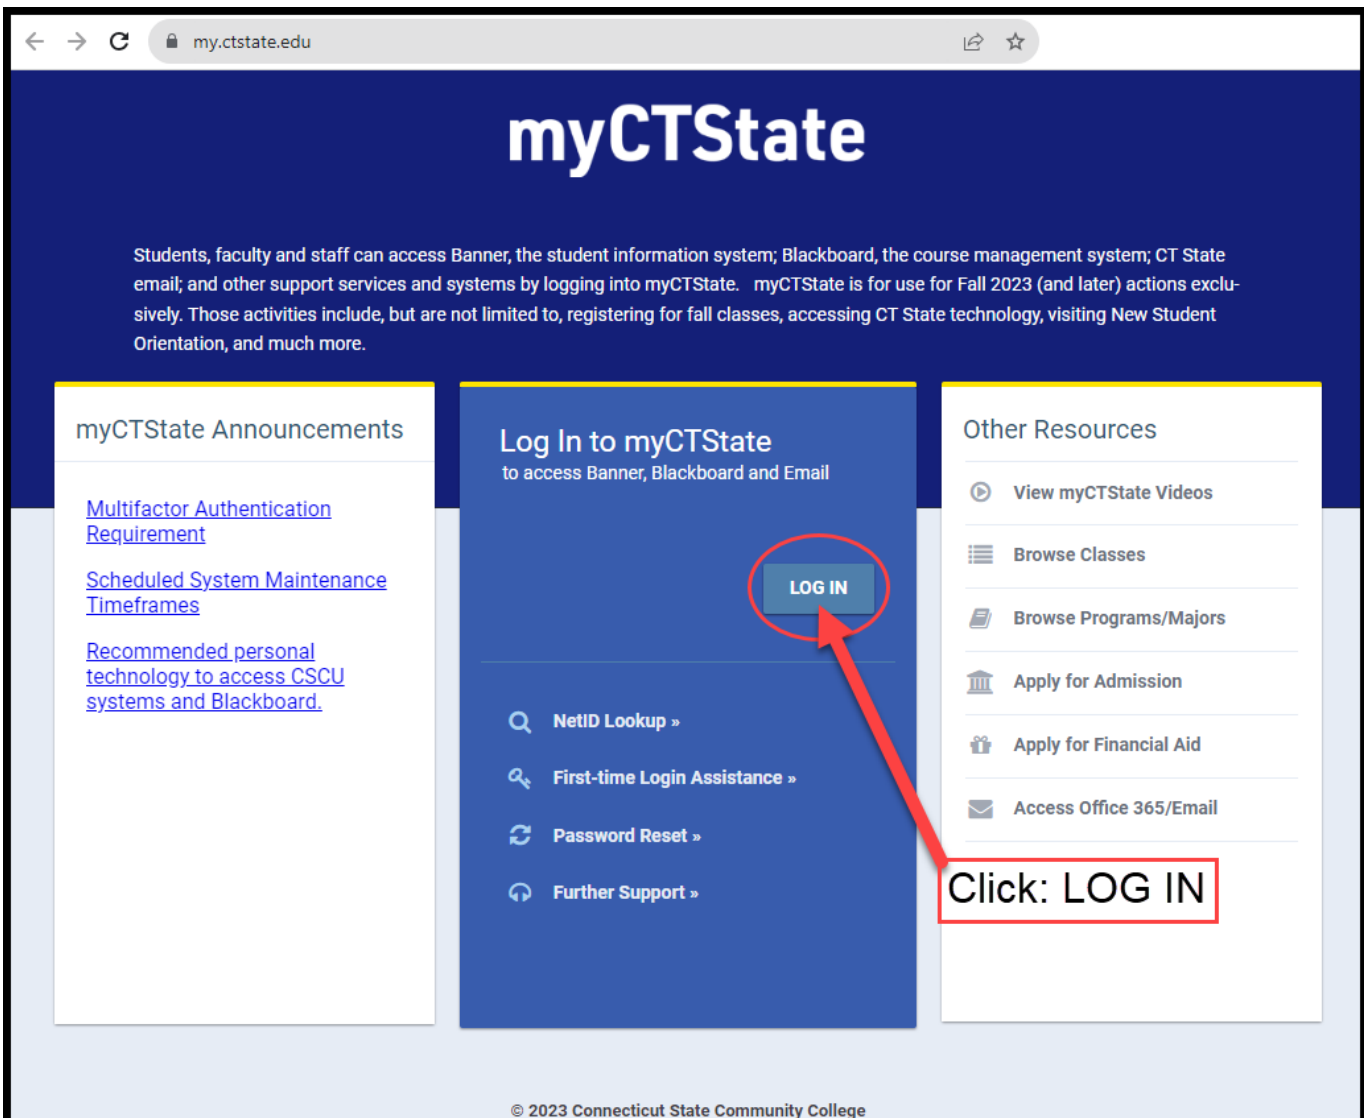 my.ctstate.edu
myCTState
Students, faculty and staff can access Banner, the student information system; Blackboard, the course management system; CT State
email; and other support services and systems by logging into myCTState. myCTState is for use for Fall 2023 (and later) actions exclu-
sively. Those activities include, but are not limited to, registering for fall classes, accessing CT State technology, visiting New Student
Orientation, and much more.
myCTState Announcements
Multifactor Authentication
Requirement
Scheduled System Maintenance
Timeframes
Recommended personal
technology to access CSCU
systems and Blackboard.
Log In to myCTState
to access Banner, Blackboard and Email
LOG IN
NetID Lookup »
First-time Login Assistance »
Password Reset »
Further Support »
Other Resources
View myCTState Videos
Browse Classes
Browse Programs/Majors
Apply for Admission
Apply for Financial Aid
Access Office 365/Email
Click: LOG IN
© 2023 Connecticut State Community College